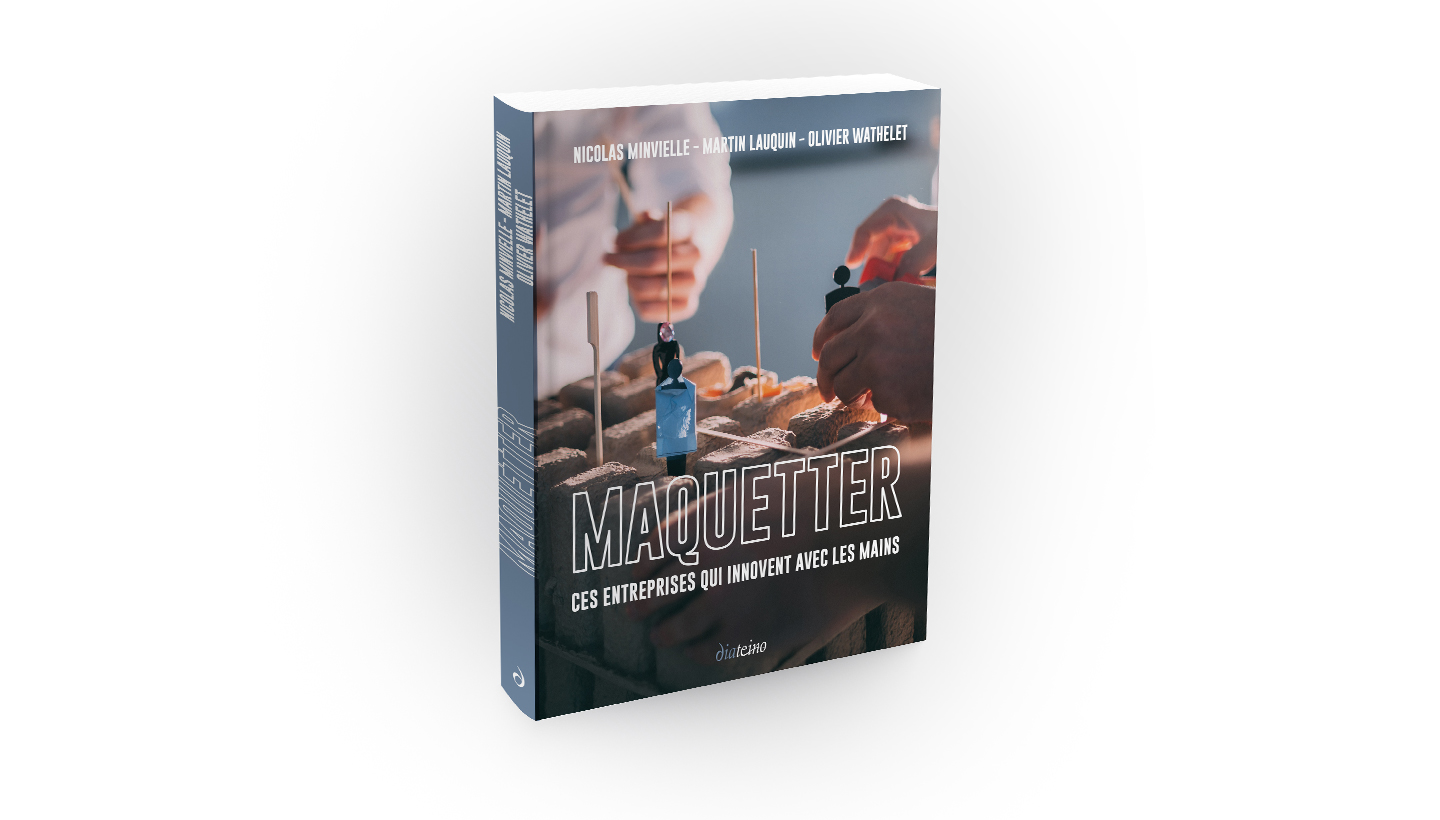 NICOLAS MINVIELLE – MARTIN LAUQUIN
OLIVIER WATHELET
MAQUETTER
NICOLAS MINVIELLE – MARTIN LAUQUIN – OLIVIER WATHELET
MAQUETTER
CES ENTREPRISES QUI INNOVENT AVEC LES MAINS
diateino